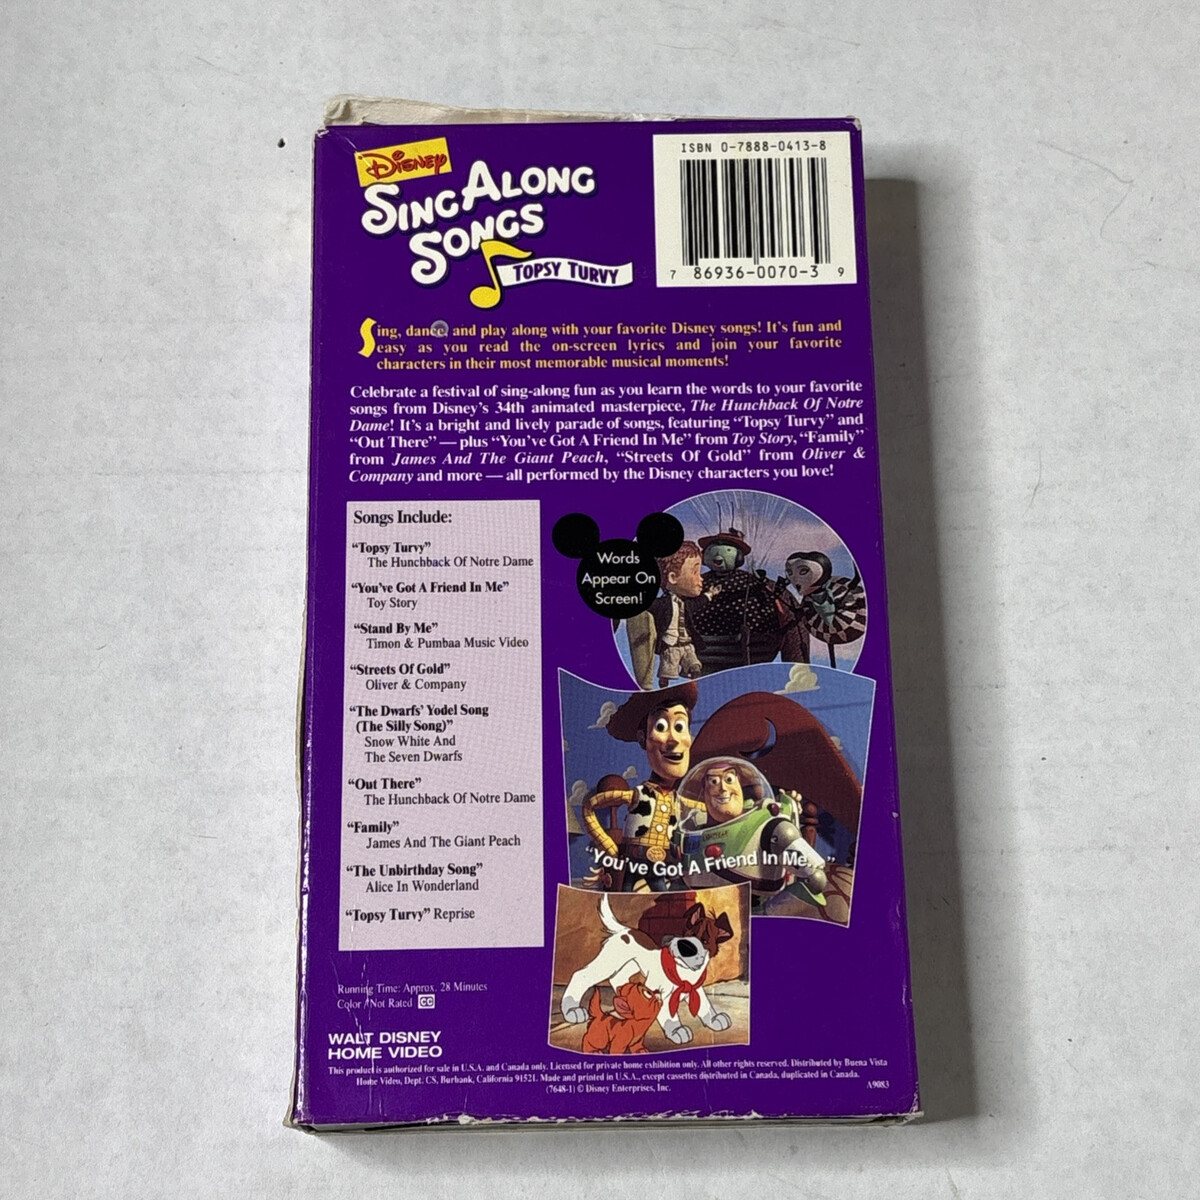 Disney
SING ALONG
SONGS
TOPSY TURVY
ISBN 0-7888-0413-8
7 86936-0070-3 9
Sing, dance, and play along with your favorite Disney songs! It's fun and
easy as you read the on-screen lyrics and join your favorite
characters in their most memorable musical moments!
Celebrate a festival of sing-along fun as you learn the words to your favorite
songs from Disney's 34th animated masterpiece, The Hunchback Of Notre
Dame! It's a bright and lively parade of songs, featuring “Topsy Turvy” and
“Out There” — plus “You've Got A Friend In Me” from Toy Story, “Family”
from James And The Giant Peach, “Streets Of Gold” from Oliver &
Company and more — all performed by the Disney characters you love!
Songs Include:
“Topsy Turvy”
The Hunchback Of Notre Dame
“You've Got A Friend In Me”
Toy Story
“Stand By Me”
Timon & Pumbaa Music Video
“Streets Of Gold”
Oliver & Company
“The Dwarfs' Yodel Song
(The Silly Song)”
Snow White And
The Seven Dwarfs
“Out There”
The Hunchback Of Notre Dame
“Family”
James And The Giant Peach
“The Unbirthday Song”
Alice In Wonderland
“Topsy Turvy” Reprise
Words
Appear On
Screen!
“You've Got A Friend In Me...”
Running Time: Approx. 28 Minutes
Color / Not Rated CC
WALT DISNEY
HOME VIDEO
This product is authorized for sale in U.S.A. and Canada only. Licensed for private home exhibition only. All other rights reserved. Distributed by Buena Vista
Home Video, Dept. CS, Burbank, California 91521. Made and printed in U.S.A., except cassettes distributed in Canada, duplicated in Canada.
(7648-1) © Disney Enterprises, Inc.
A9083